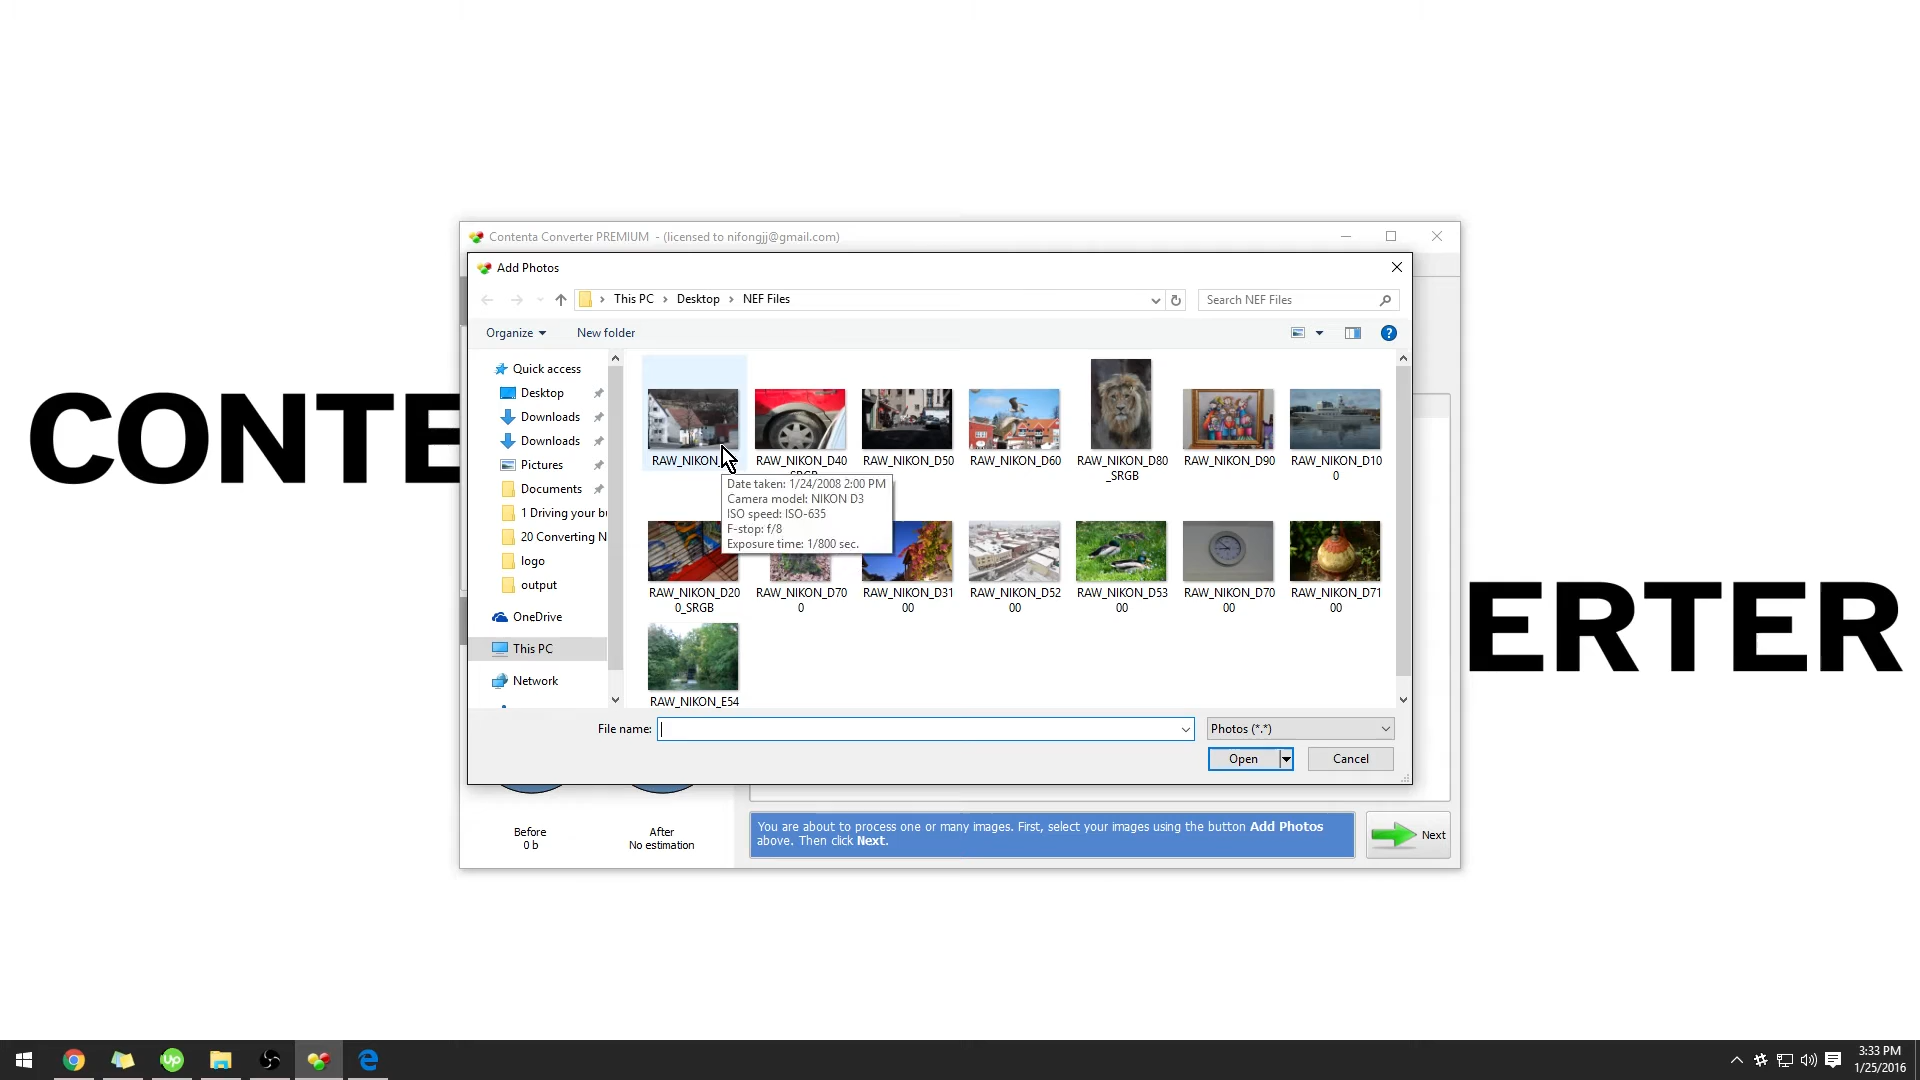 CONTE
ERTER
Contenta Converter PREMIUM - (licensed to nifongjj@gmail.com)
Add Photos
This PC > Desktop > NEF Files
Search NEF Files
Organize
New folder
Quick access
Desktop
Downloads
Downloads
Pictures
Documents
1 Driving your b
20 Converting N
logo
output
OneDrive
This PC
Network
RAW_NIKON_
RAW_NIKON_D40
RAW_NIKON_D50
RAW_NIKON_D60
RAW_NIKON_D80
_SRGB
RAW_NIKON_D90
RAW_NIKON_D10
0
Date taken: 1/24/2008 2:00 PM
Camera model: NIKON D3
ISO speed: ISO-635
F-stop: f/8
Exposure time: 1/800 sec.
RAW_NIKON_D20
0_SRGB
RAW_NIKON_D70
0
RAW_NIKON_D31
00
RAW_NIKON_D52
00
RAW_NIKON_D53
00
RAW_NIKON_D70
00
RAW_NIKON_D71
00
RAW_NIKON_E54
File name:
Photos (*.*)
Open
Cancel
Before
0 b
After
No estimation
You are about to process one or many images. First, select your images using the button Add Photos
above. Then click Next.
Next
3:33 PM
1/25/2016